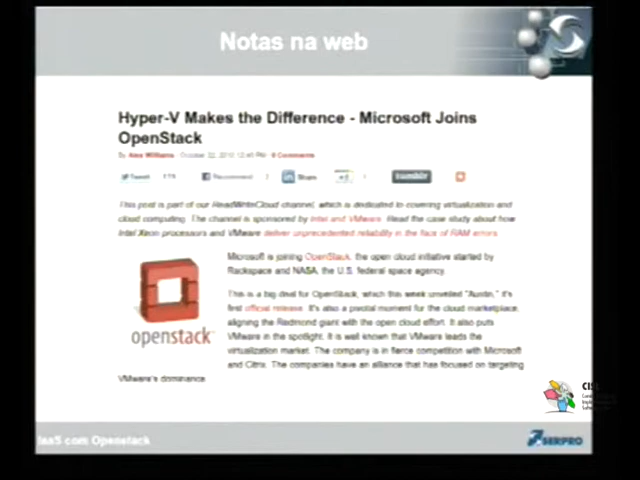 Notas na web
Hyper-V Makes the Difference - Microsoft Joins
OpenStack
By Alex Williams October 22, 2010 12:45 PM 0 Comments
Tweet
Recommend
Share
+1
tumblr
This post is part of our ReadWriteCloud channel, which is dedicated to covering virtualization and
cloud computing. The channel is sponsored by Intel and VMware. Read the case study about how
Intel Xeon processors and VMware deliver unprecedented reliability in the face of RAM errors
Microsoft is joining OpenStack, the open cloud initiative started by
Rackspace and NASA, the U.S. federal space agency.
This is a big deal for OpenStack, which this week unveiled "Austin," it's
first official release. It's also a pivotal moment for the cloud marketplace,
aligning the Redmond giant with the open cloud effort. It also puts
VMware in the spotlight. It is well known that VMware leads the
virtualization market. The company is in fierce competition with Microsoft
and Citrix. The companies have an alliance that has focused on targeting
VMware's dominance
openstack
IaaS com Openstack
SERPRO